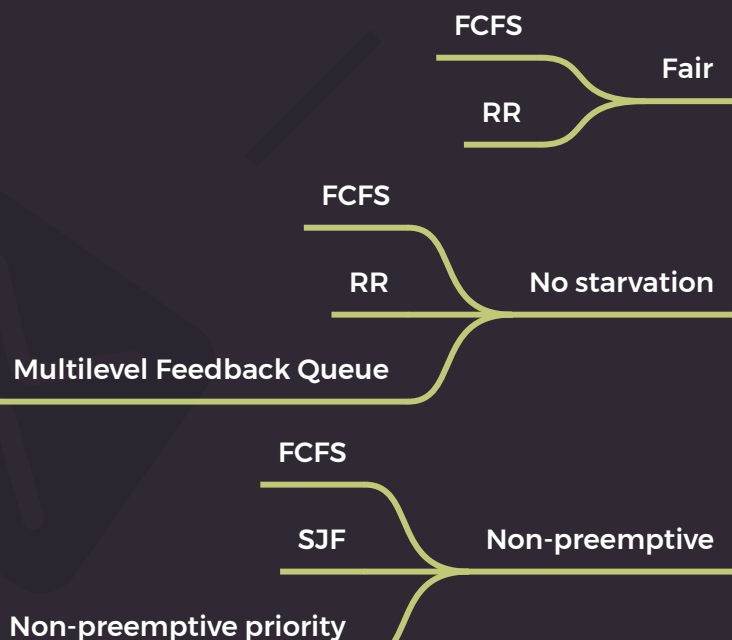 FCFS
Fair
RR
FCFS
RR
No starvation
Multilevel Feedback Queue
FCFS
SJF
Non-preemptive
Non-preemptive priority